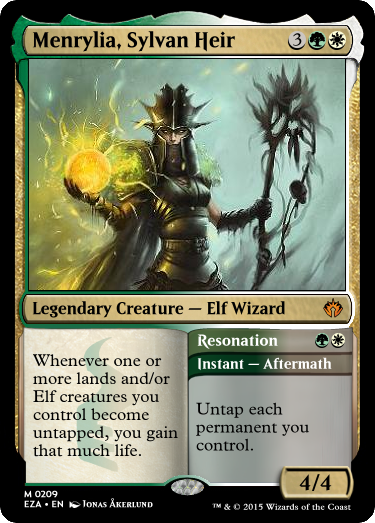 Menrylia, Sylvan Heir 3
Legendary Creature — Elf Wizard
Whenever one or
more lands and/or
Elf creatures you
control become
untapped, you gain
that much life.
Resonation
Instant — Aftermath
Untap each
permanent you
control.
4/4
M 0209
EZA • EN Jonas Åkerlund
™ & © 2015 Wizards of the Coast